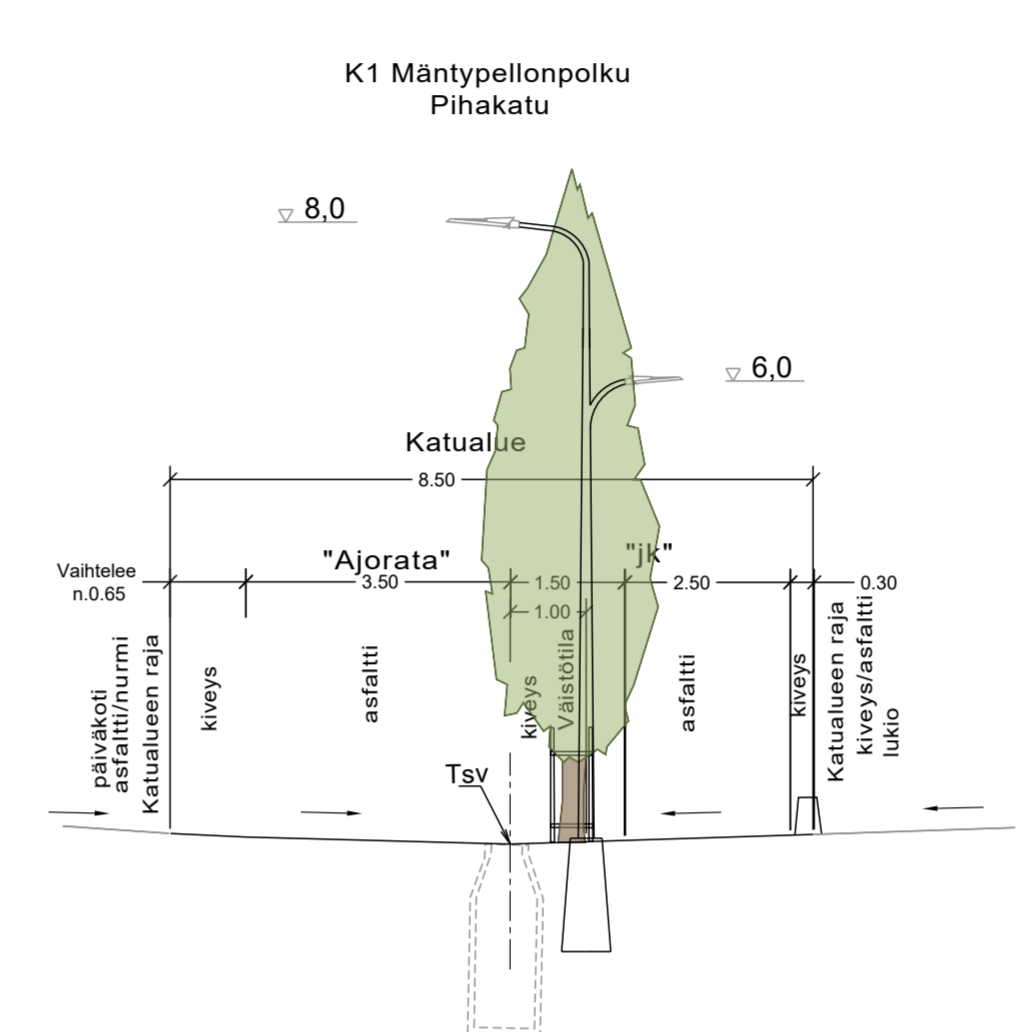 K1 Mäntypellonpolku
Pihakatu
8,0
6,0
Katualue
8.50
"Ajorata"
"jk"
Vaihtelee
n.0.65
3.50
1.50
2.50
0.30
1.00
päiväkoti
asfaltti/nurmi
Katualueen raja
kiveys
asfaltti
kiveys
Väistötila
asfaltti
kiveys
Katualueen raja
kiveys/asfaltti
lukio
Tsv